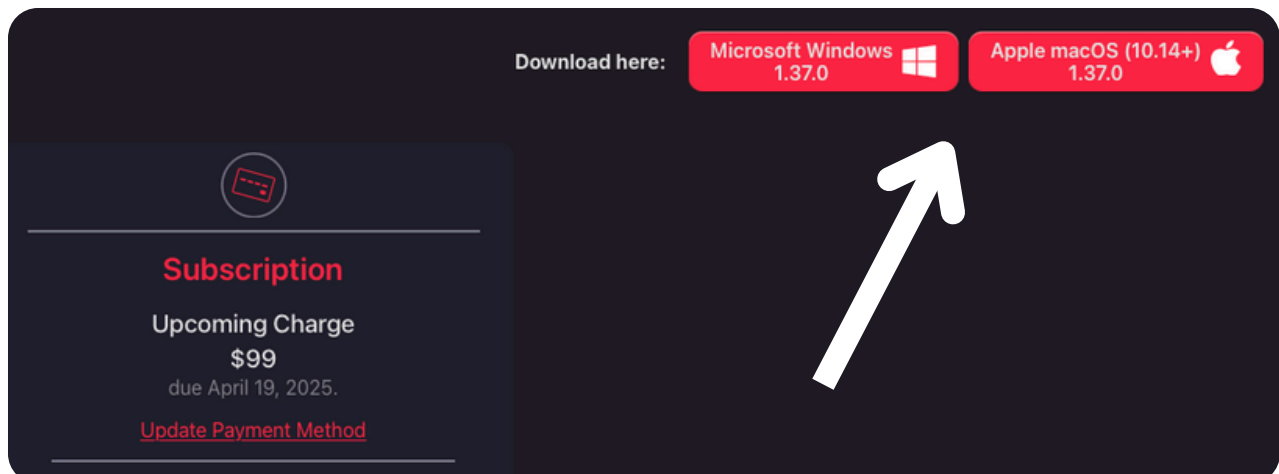 Download here:
Microsoft Windows
1.37.0
Apple macOS (10.14+)
1.37.0
Subscription
Upcoming Charge
$99
due April 19, 2025.
Update Payment Method